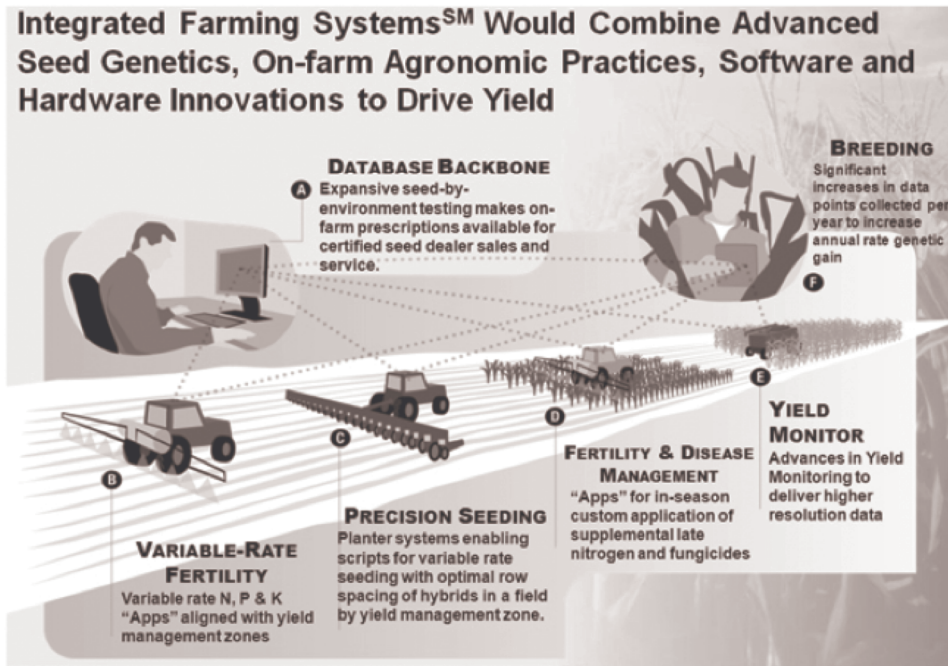 Integrated Farming Systems℠ Would Combine Advanced
Seed Genetics, On-farm Agronomic Practices, Software and
Hardware Innovations to Drive Yield
DATABASE BACKBONE
A Expansive seed-by-
environment testing makes on-
farm prescriptions available for
certified seed dealer sales and
service.
BREEDING
Significant
increases in data
points collected per
year to increase
annual rate genetic
gain
F
B
VARIABLE-RATE
FERTILITY
Variable rate N, P & K
“Apps” aligned with yield
management zones
C
PRECISION SEEDING
Planter systems enabling
scripts for variable rate
seeding with optimal row
spacing of hybrids in a field
by yield management zone.
D
FERTILITY & DISEASE
MANAGEMENT
“Apps” for in-season
custom application of
supplemental late
nitrogen and fungicides
E
YIELD
MONITOR
Advances in Yield
Monitoring to
deliver higher
resolution data